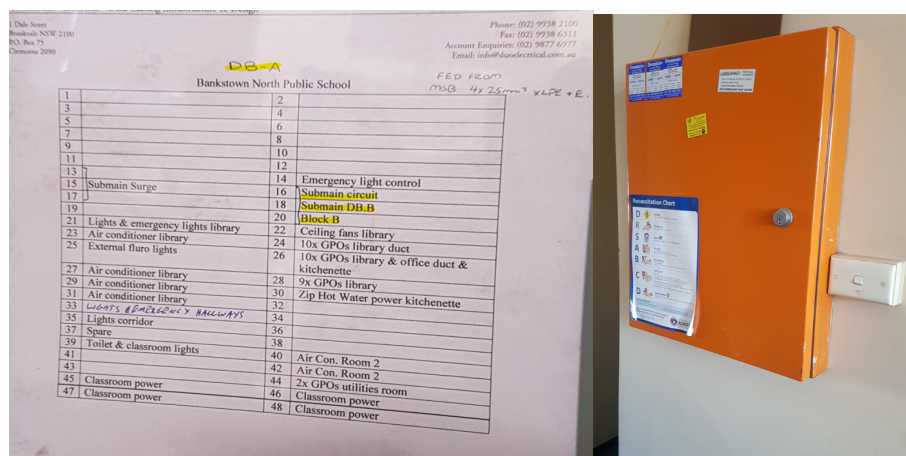 1 Dale Street
Brookvale NSW 2100
P.O. Box 75
Cremorne 2090
Phone: (02) 9938 2100
Fax: (02) 9938 6311
Account Enquiries: (02) 9877 6977
Email: info@duoelectrical.com.au
DB-A
Bankstown North Public School
FED FROM
MSB 4x 25mm² XLPE + E.
1 2
3 4
5 6
7 8
9 10
11 12
13 14 Emergency light control
15 Submain Surge 16 Submain circuit
17 18 Submain DB.B
19 20 Block B
21 Lights & emergency lights library 22 Ceiling fans library
23 Air conditioner library 24 10x GPOs library duct
25 External fluro lights 26 10x GPOs library & office duct &
kitchenette
27 Air conditioner library 28 9x GPOs library
29 Air conditioner library 30 Zip Hot Water power kitchenette
31 Air conditioner library 32
33 LIGHTS & EMERGENCY HALLWAYS 34
35 Lights corridor 36
37 Spare 38
39 Toilet & classroom lights 40 Air Con. Room 2
41 42 Air Con. Room 2
43 44 2x GPOs utilities room
45 Classroom power 46 Classroom power
47 Classroom power 48 Classroom power
Resuscitation Chart
D
R
S
A
B
C
D